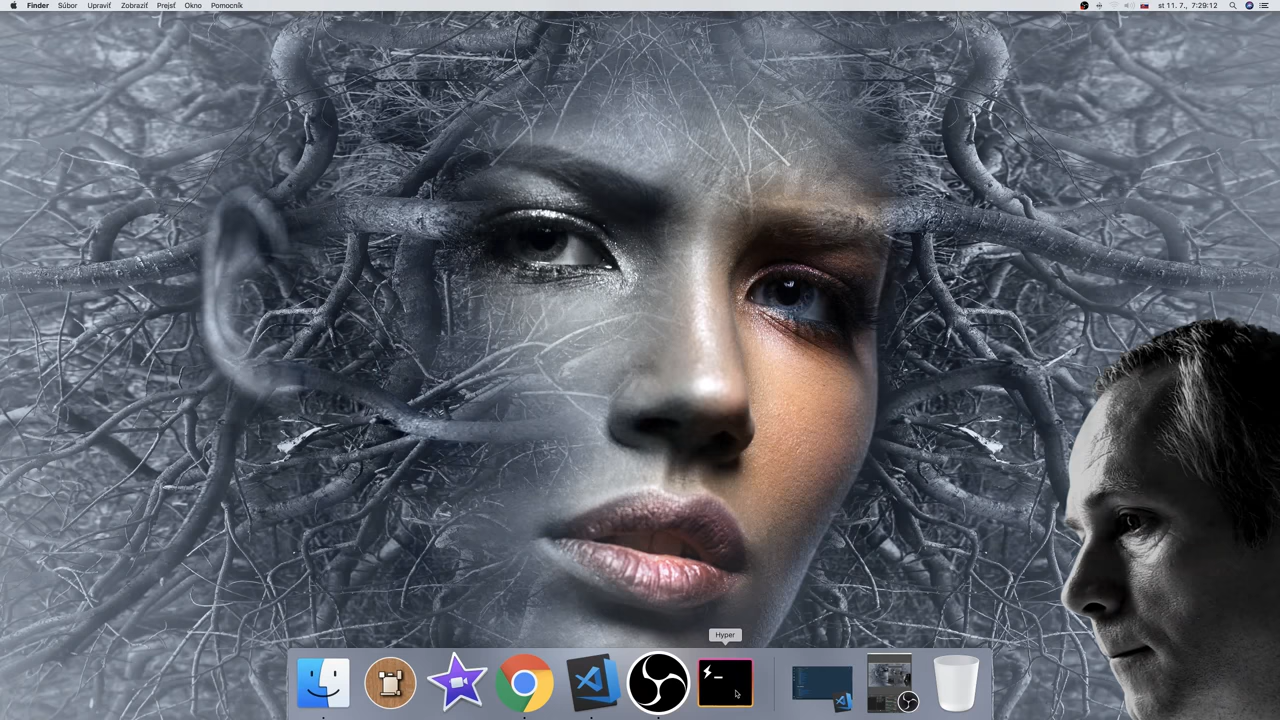 Finder Súbor Upraviť Zobraziť Prejsť Okno Pomocník st 11. 7., 7:29:12
Hyper